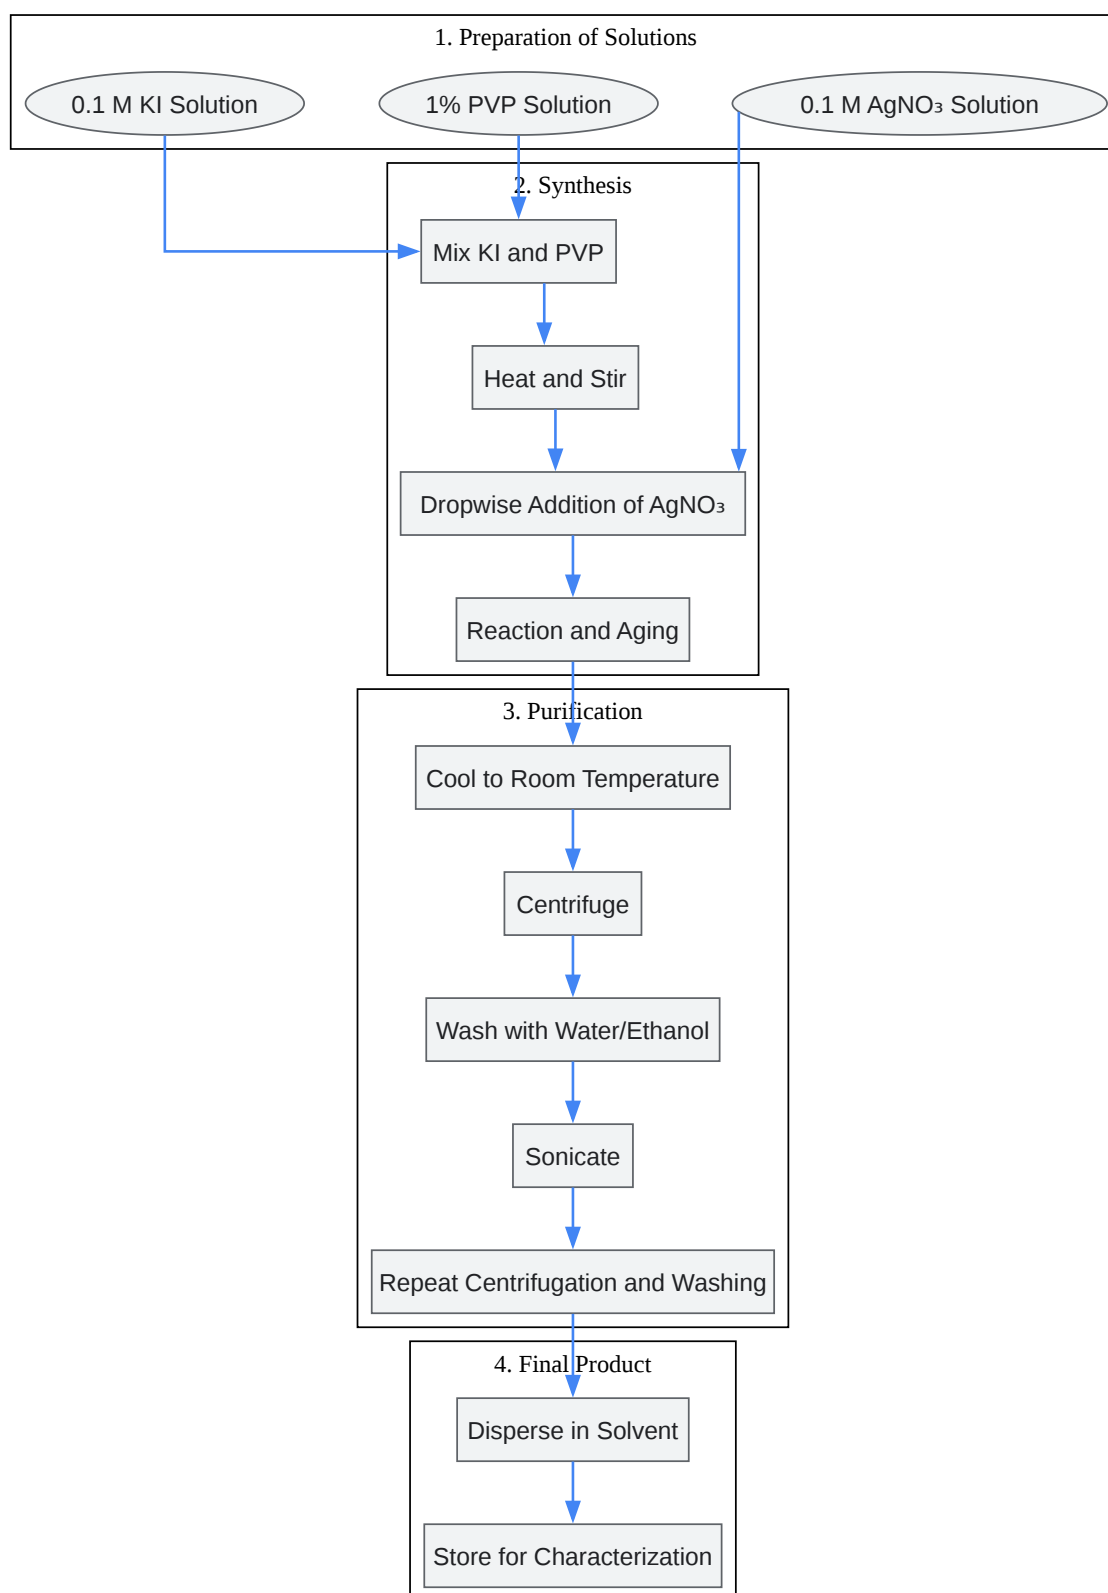 1. Preparation of Solutions
0.1 M KI Solution
1% PVP Solution
0.1 M AgNO₃ Solution
2. Synthesis
Mix KI and PVP
Heat and Stir
Dropwise Addition of AgNO₃
Reaction and Aging
3. Purification
Cool to Room Temperature
Centrifuge
Wash with Water/Ethanol
Sonicate
Repeat Centrifugation and Washing
4. Final Product
Disperse in Solvent
Store for Characterization